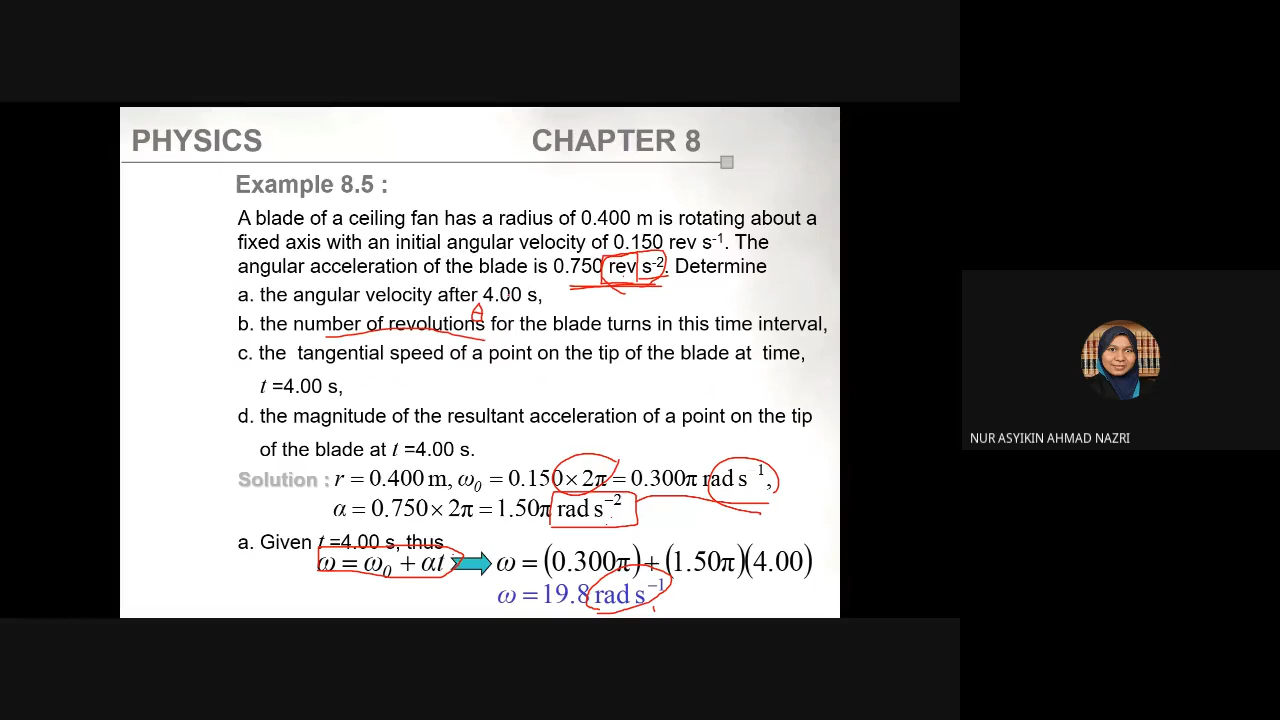 PHYSICS CHAPTER 8
Example 8.5 :
A blade of a ceiling fan has a radius of 0.400 m is rotating about a
fixed axis with an initial angular velocity of 0.150 rev s⁻¹. The
angular acceleration of the blade is 0.750 rev s⁻². Determine
a. the angular velocity after 4.00 s,
θ
b. the number of revolutions for the blade turns in this time interval,
c. the tangential speed of a point on the tip of the blade at time,
t =4.00 s,
d. the magnitude of the resultant acceleration of a point on the tip
of the blade at t =4.00 s.
Solution : r = 0.400 m, ω₀ = 0.150 × 2π = 0.300π rad s⁻¹,
α = 0.750 × 2π = 1.50π rad s⁻²
a. Given t =4.00 s, thus
ω = ω₀ + αt ω = (0.300π) + (1.50π)(4.00)
ω = 19.8 rad s⁻¹
NUR ASYIKIN AHMAD NAZRI